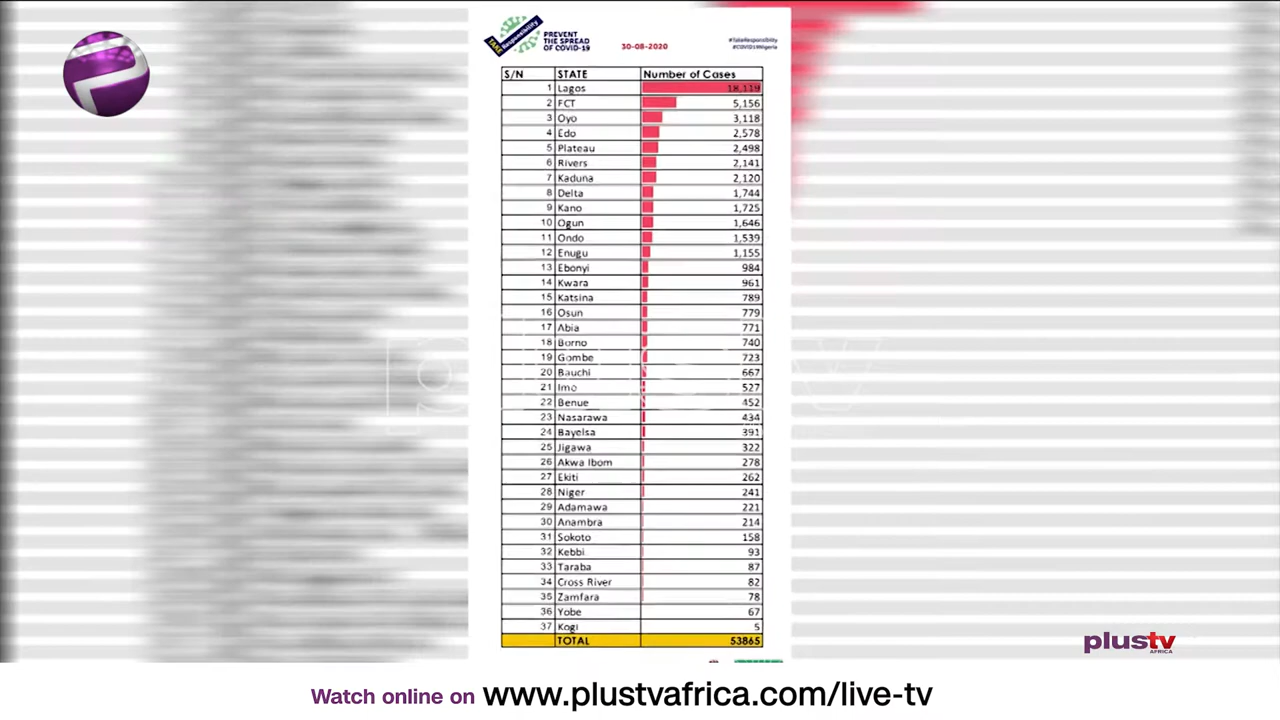 TAKE Responsibility
PREVENT
THE SPREAD
OF COVID-19
30-08-2020
#TakeResponsibility
#COVID19Nigeria
S/N STATE Number of Cases
1 Lagos 18,119
2 FCT 5,156
3 Oyo 3,118
4 Edo 2,578
5 Plateau 2,498
6 Rivers 2,141
7 Kaduna 2,120
8 Delta 1,744
9 Kano 1,725
10 Ogun 1,646
11 Ondo 1,539
12 Enugu 1,155
13 Ebonyi 984
14 Kwara 961
15 Katsina 789
16 Osun 779
17 Abia 771
18 Borno 740
19 Gombe 723
20 Bauchi 667
21 Imo 527
22 Benue 452
23 Nasarawa 434
24 Bayelsa 391
25 Jigawa 322
26 Akwa Ibom 278
27 Ekiti 262
28 Niger 241
29 Adamawa 221
30 Anambra 214
31 Sokoto 158
32 Kebbi 93
33 Taraba 87
34 Cross River 82
35 Zamfara 78
36 Yobe 67
37 Kogi 5
TOTAL 53865
plustv
AFRICA
Watch online on www.plustvafrica.com/live-tv